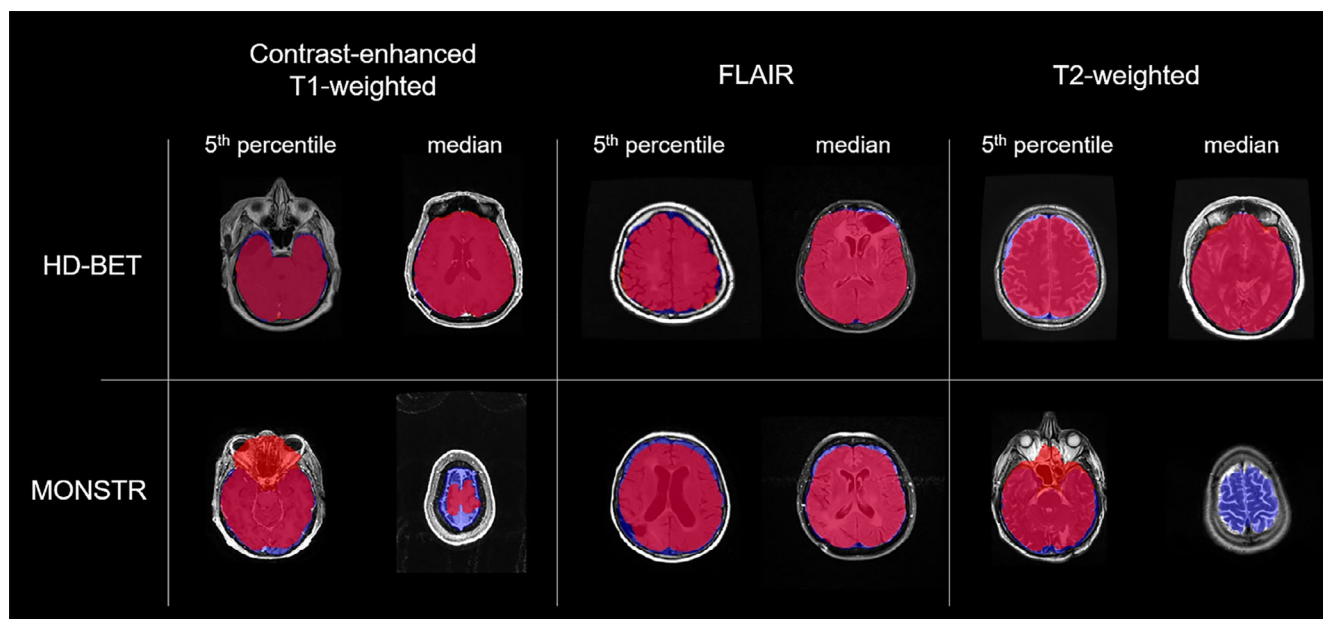 Contrast-enhanced
T1-weighted
FLAIR
T2-weighted
5th percentile
median
5th percentile
median
5th percentile
median
HD-BET
MONSTR